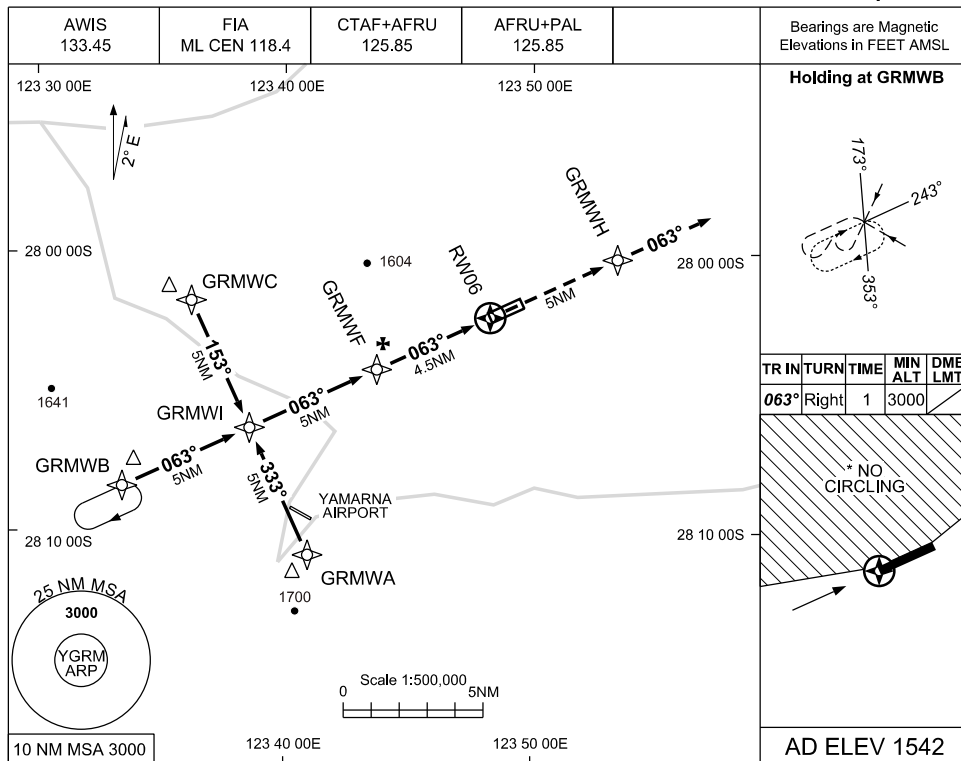 AWIS
133.45
FIA
ML CEN 118.4
CTAF+AFRU
125.85
AFRU+PAL
125.85
Bearings are Magnetic
Elevations in FEET AMSL
123 30 00E
123 40 00E
123 50 00E
Holding at GRMWB
2° E
173°
243°
353°
GRMWH
063°
28 00 00S
28 00 00S
1604
RW06
5NM
GRMWC
GRMWF
063°
4.5NM
153°
5NM
063°
5NM
1641
GRMWI
TR IN
TURN
TIME
MIN
ALT
DME
LMT
063°
Right
1
3000
GRMWB
063°
5NM
333°
5NM
YAMARNA
AIRPORT
* NO
CIRCLING
28 10 00S
28 10 00S
GRMWA
1700
25 NM MSA
3000
YGRM
ARP
Scale 1:500,000
0
5NM
10 NM MSA 3000
123 40 00E
123 50 00E
AD ELEV 1542